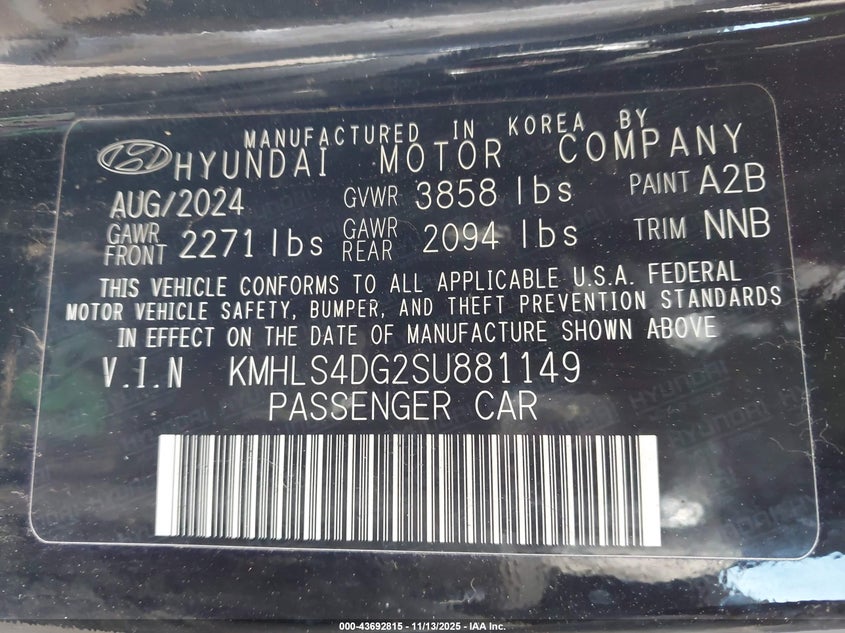 MANUFACTURED IN KOREA BY
HYUNDAI MOTOR COMPANY
AUG/2024 GVWR 3858 lbs PAINT A2B
GAWR FRONT 2271 lbs GAWR REAR 2094 lbs TRIM NNB
THIS VEHICLE CONFORMS TO ALL APPLICABLE U.S.A. FEDERAL
MOTOR VEHICLE SAFETY, BUMPER, AND THEFT PREVENTION STANDARDS
IN EFFECT ON THE DATE OF MANUFACTURE SHOWN ABOVE
V.I.N KMHLS4DG2SU881149
PASSENGER CAR
000-43692815 - 11/13/2025 - IAA Inc.